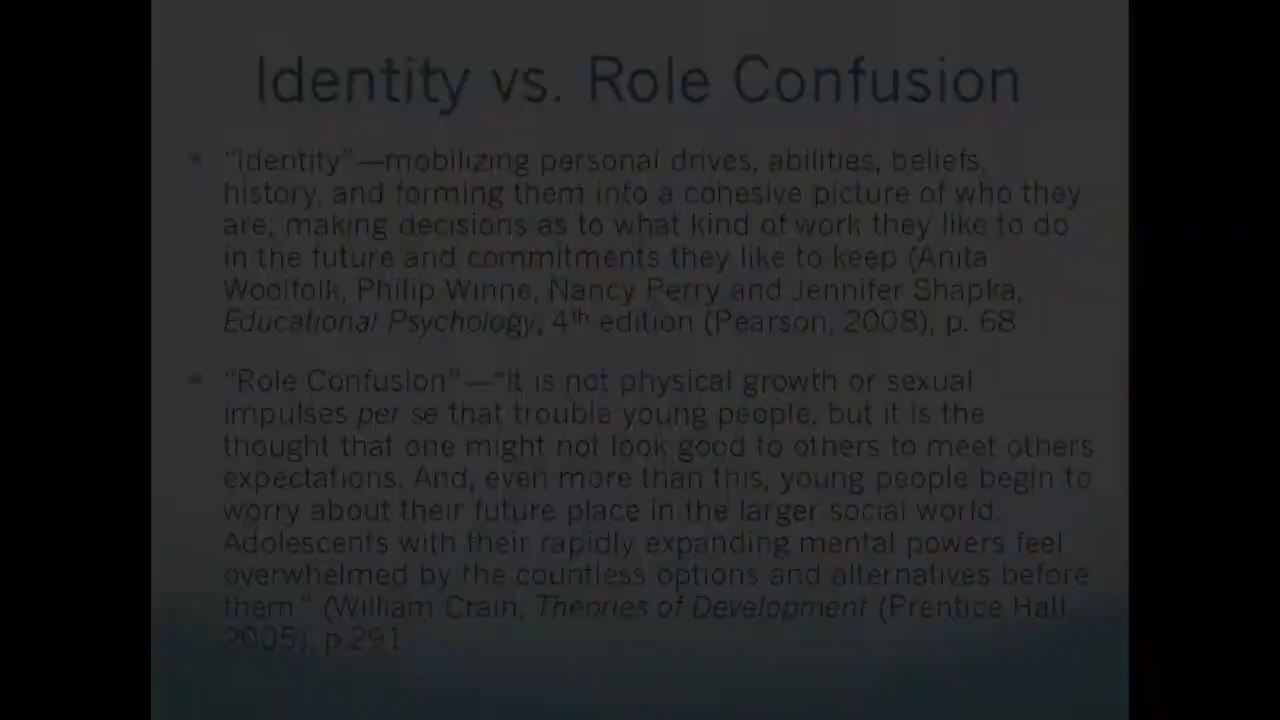 Identity vs. Role Confusion
• “Identity”—mobilizing personal drives, abilities, beliefs,
history, and forming them into a cohesive picture of who they
are; making decisions as to what kind of work they like to do
in the future and commitments they like to keep (Anita
Woolfolk, Philip Winne, Nancy Perry and Jennifer Shapka,
Educational Psychology, 4th edition (Pearson, 2008), p. 68
• “Role Confusion”—“It is not physical growth or sexual
impulses per se that trouble young people, but it is the
thought that one might not look good to others to meet others
expectations. And, even more than this, young people begin to
worry about their future place in the larger social world.
Adolescents with their rapidly expanding mental powers feel
overwhelmed by the countless options and alternatives before
them.” (William Crain, Theories of Development (Prentice Hall,
2005), p.291